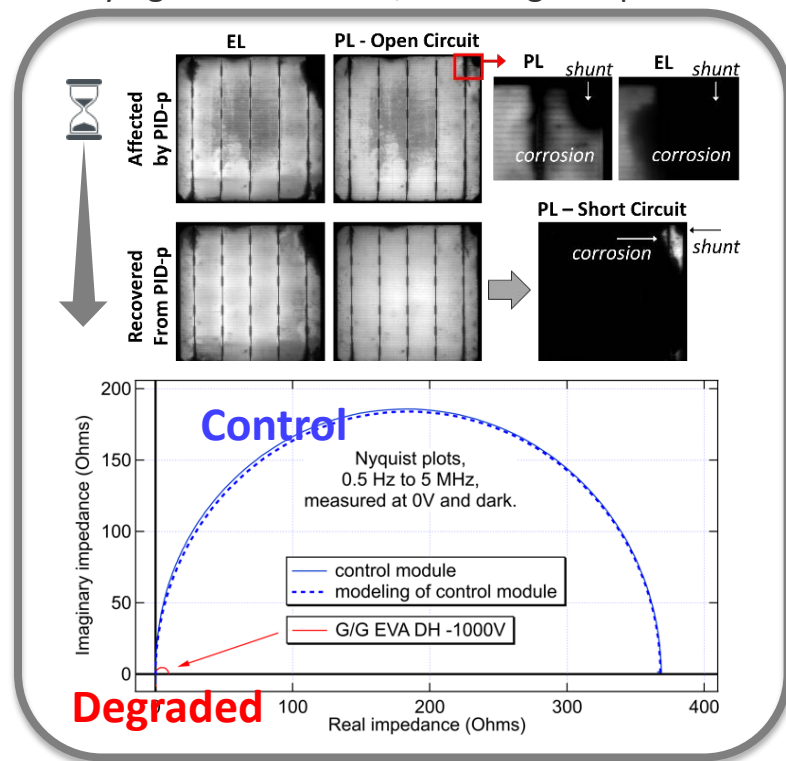 EL
PL - Open Circuit
PL
EL
shunt
shunt
corrosion
corrosion
Affected
by PID-p
PL – Short Circuit
corrosion
shunt
Recovered
From PID-p
Control
Nyquist plots,
0.5 Hz to 5 MHz,
measured at 0V and dark.
control module
modeling of control module
G/G EVA DH -1000V
Imaginary impedance (Ohms)
200
150
100
50
0
0
100
200
300
400
Degraded
Real impedance (Ohms)